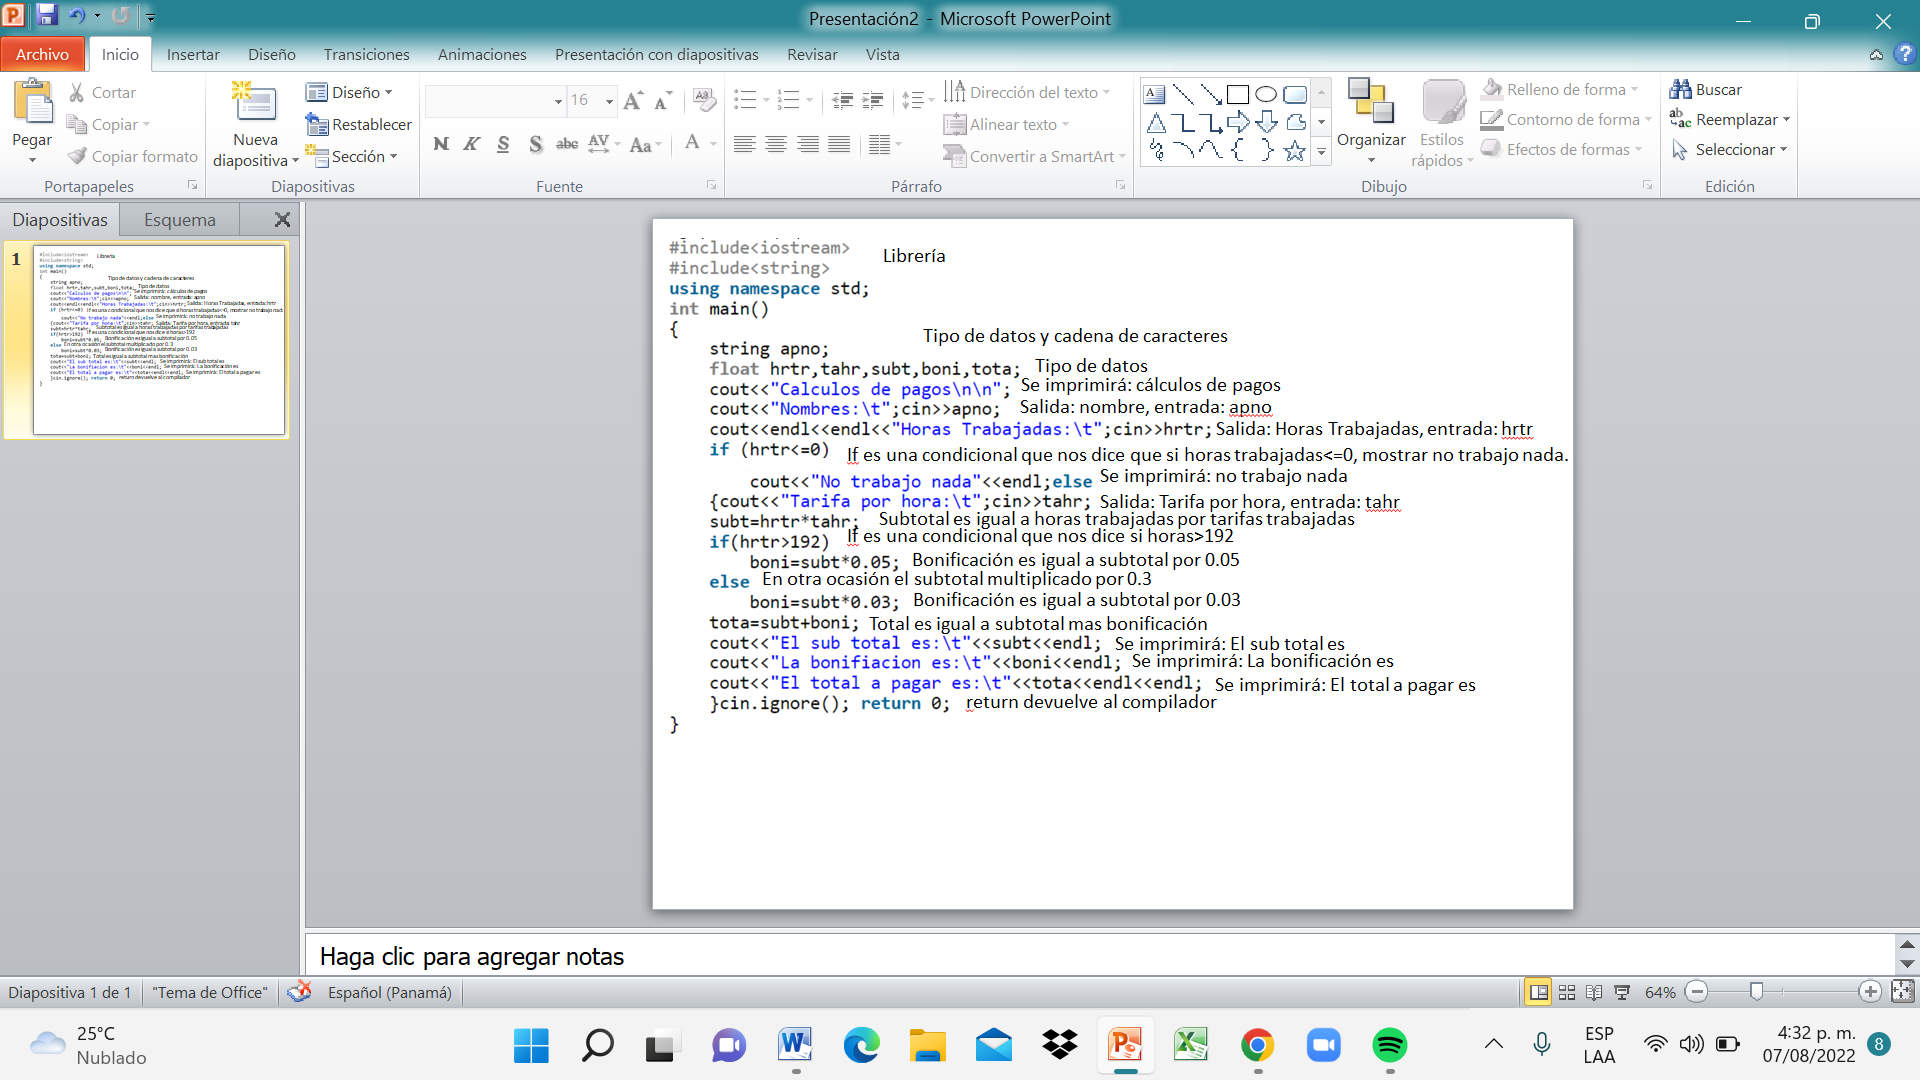 Presentación2 - Microsoft PowerPoint
Archivo Inicio Insertar Diseño Transiciones Animaciones Presentación con diapositivas Revisar Vista
Pegar
Cortar
Copiar
Copiar formato
Portapapeles
Nueva diapositiva
Diseño
Restablecer
Sección
Diapositivas
16
N K S S abc AV Aa A
Fuente
Dirección del texto
Alinear texto
Convertir a SmartArt
Párrafo
Organizar
Estilos rápidos
Relleno de forma
Contorno de forma
Efectos de formas
Dibujo
Buscar
Reemplazar
Seleccionar
Edición
Diapositivas Esquema
1
#include<iostream> Librería
#include<string>
using namespace std;
int main()
{
Tipo de datos y cadena de caracteres
string apno;
float hrtr,tahr,subt,boni,tota; Tipo de datos
cout<<"Calculos de pagos\n\n"; Se imprimirá: cálculos de pagos
cout<<"Nombres:\t";cin>>apno; Salida: nombre, entrada: apno
cout<<endl<<endl<<"Horas Trabajadas:\t";cin>>hrtr; Salida: Horas Trabajadas, entrada: hrtr
if (hrtr<=0) If es una condicional que nos dice que si horas trabajadas<=0, mostrar no trabajo nada.
cout<<"No trabajo nada"<<endl;else Se imprimirá: no trabajo nada
{cout<<"Tarifa por hora:\t";cin>>tahr; Salida: Tarifa por hora, entrada: tahr
subt=hrtr*tahr; Subtotal es igual a horas trabajadas por tarifas trabajadas
if(hrtr>192) If es una condicional que nos dice si horas>192
boni=subt*0.05; Bonificación es igual a subtotal por 0.05
else En otra ocasión el subtotal multiplicado por 0.3
boni=subt*0.03; Bonificación es igual a subtotal por 0.03
tota=subt+boni; Total es igual a subtotal mas bonificación
cout<<"El sub total es:\t"<<subt<<endl; Se imprimirá: El sub total es
cout<<"La bonifiacion es:\t"<<boni<<endl; Se imprimirá: La bonificación es
cout<<"El total a pagar es:\t"<<tota<<endl<<endl; Se imprimirá: El total a pagar es
}cin.ignore(); return 0; return devuelve al compilador
}
Haga clic para agregar notas
Diapositiva 1 de 1 "Tema de Office" Español (Panamá) 64%
25°C
Nublado
ESP
LAA
4:32 p. m.
07/08/2022
8